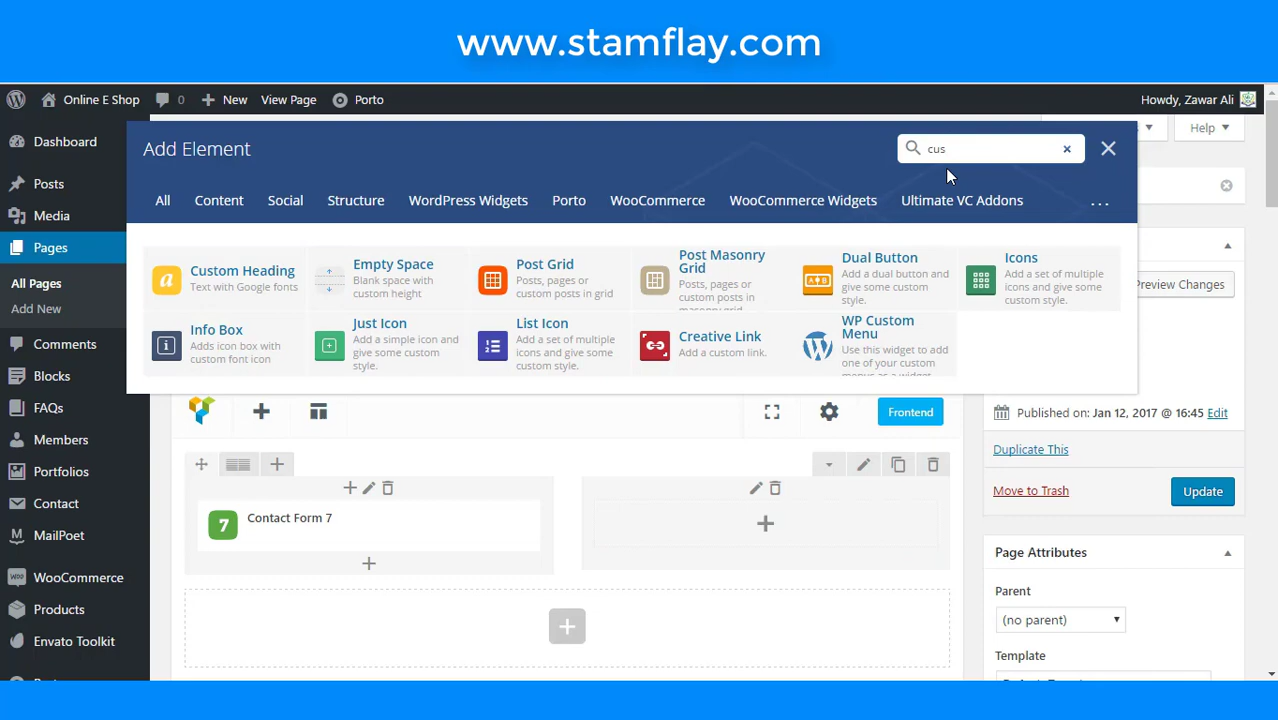 www.stamflay.com
Online E Shop
0
New
View Page
Porto
Howdy, Zawar Ali
Dashboard
Posts
Media
Pages
All Pages
Add New
Comments
Blocks
FAQs
Members
Portfolios
Contact
MailPoet
WooCommerce
Products
Envato Toolkit
Help
Add Element
cus
All
Content
Social
Structure
WordPress Widgets
Porto
WooCommerce
WooCommerce Widgets
Ultimate VC Addons
...
Custom Heading
Text with Google fonts
Empty Space
Blank space with
custom height
Post Grid
Posts, pages or
custom posts in grid
Post Masonry
Grid
Posts, pages or
custom posts in
masonry grid
Dual Button
Add a dual button and
give some custom
style.
Icons
Add a set of multiple
icons and give some
custom style.
Info Box
Adds icon box with
custom font icon
Just Icon
Add a simple icon and
give some custom
style.
List Icon
Add a set of multiple
icons and give some
custom style.
Creative Link
Add a custom link.
WP Custom
Menu
Use this widget to add
one of your custom
menus as a widget
Preview Changes
Frontend
7
Contact Form 7
Published on: Jan 12, 2017 @ 16:45 Edit
Duplicate This
Move to Trash
Update
Page Attributes
Parent
(no parent)
Template